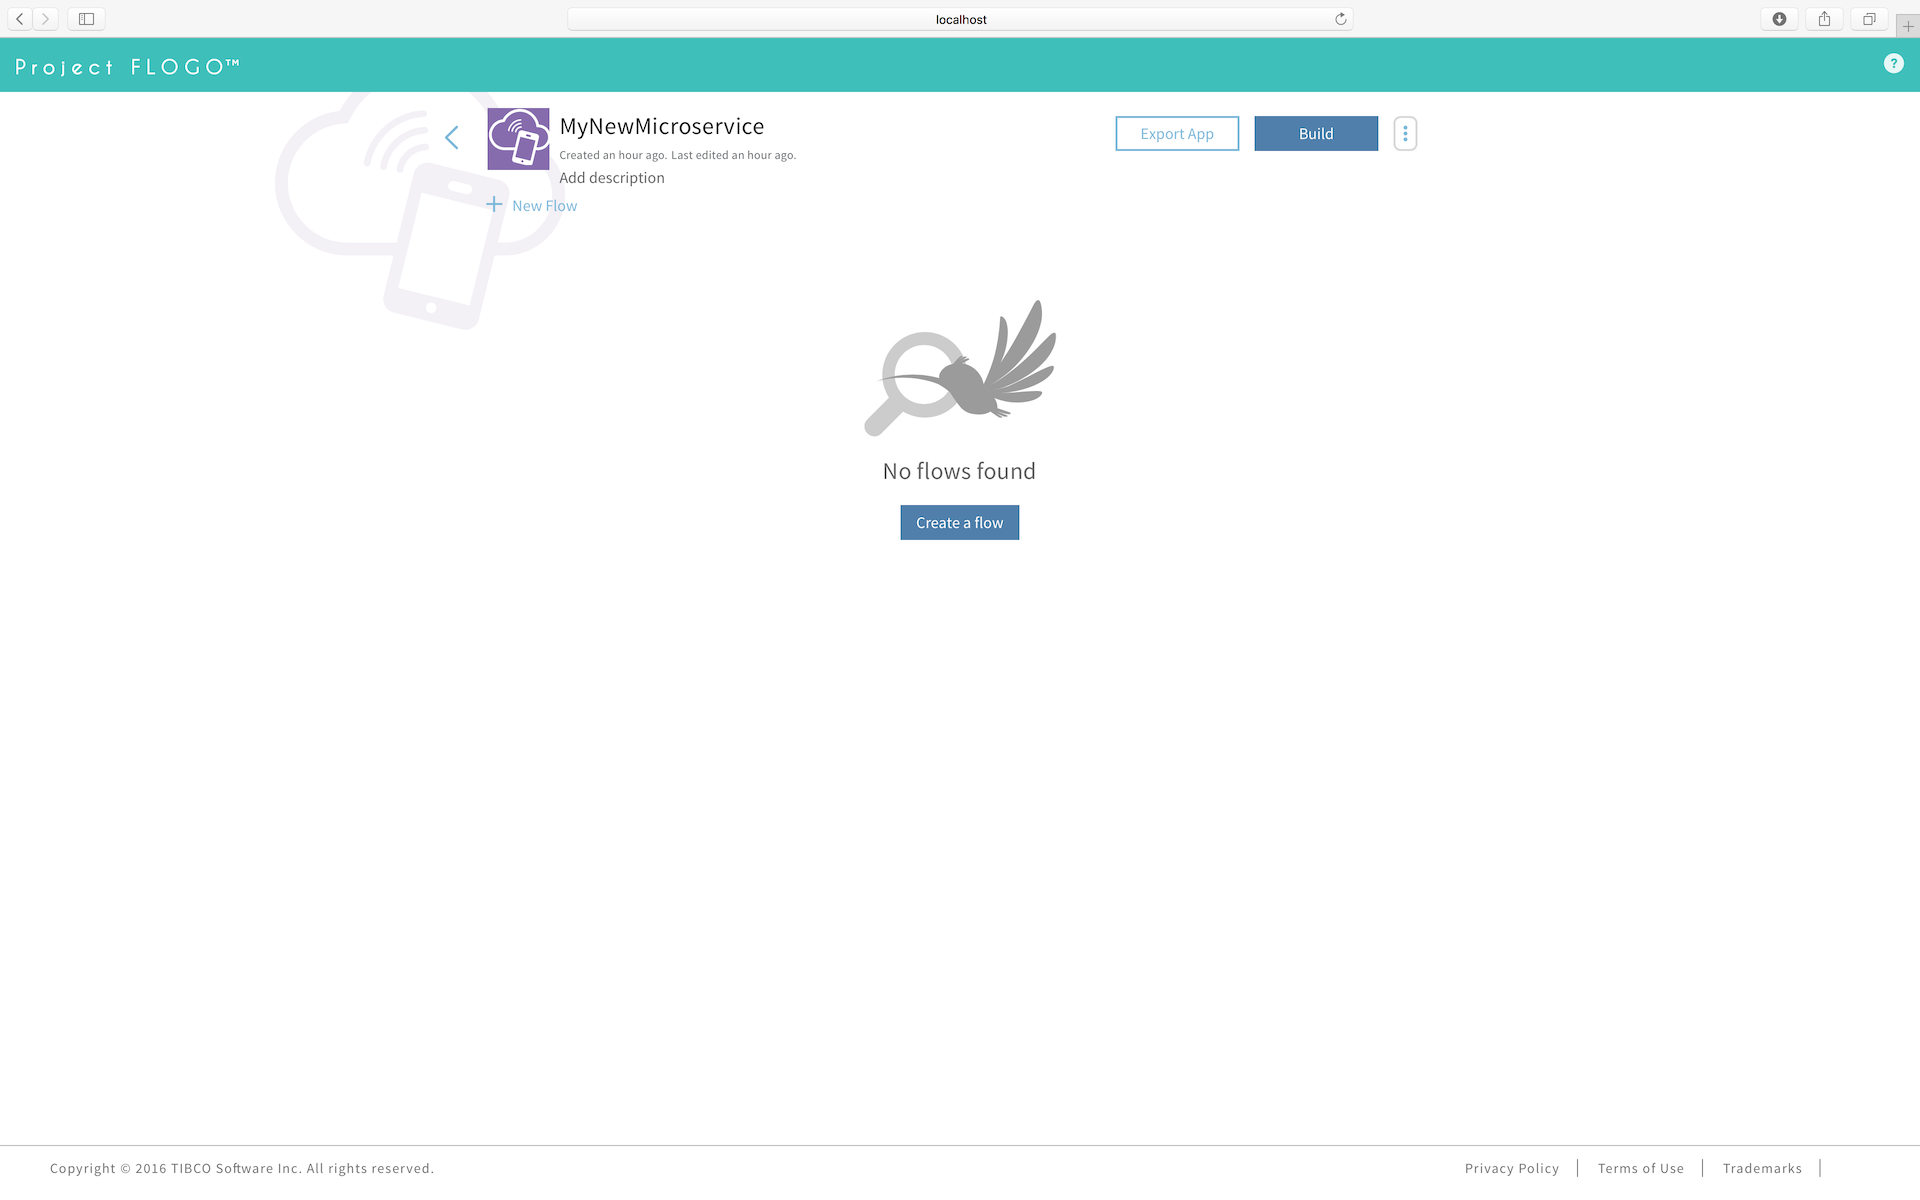 localhost
Project FLOGO™
?
MyNewMicroservice
Created an hour ago. Last edited an hour ago.
Add description
New Flow
Export App
Build
No flows found
Create a flow
Copyright © 2016 TIBCO Software Inc. All rights reserved.
Privacy Policy
Terms of Use
Trademarks